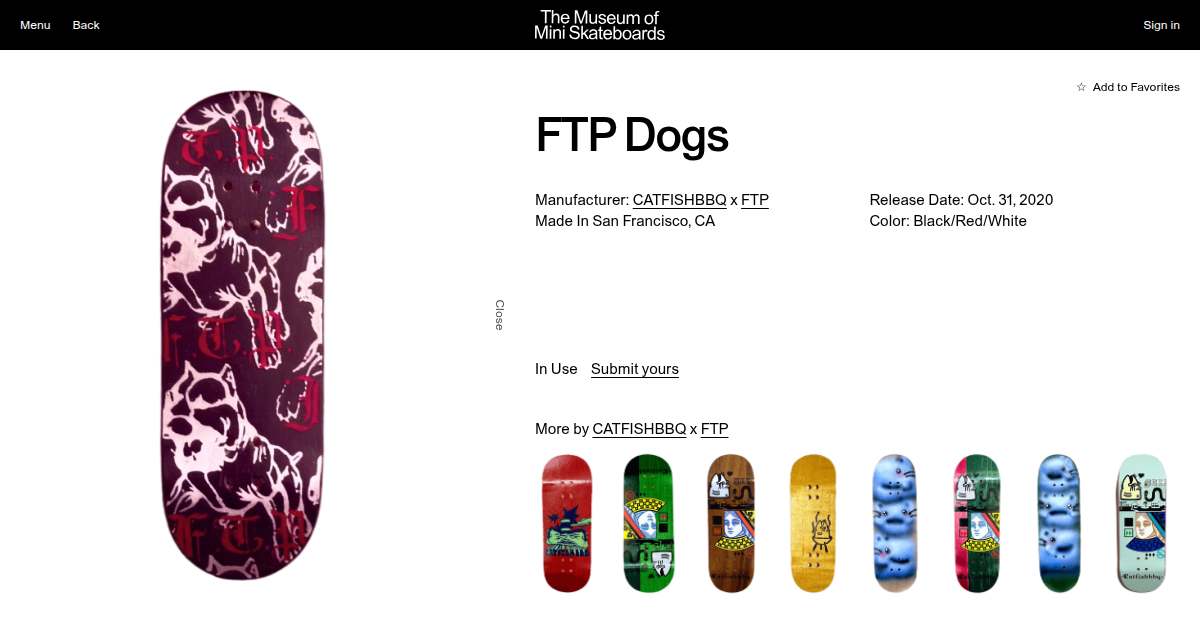 Menu
Back
The Museum of
Mini Skateboards
Sign in
☆ Add to Favorites
FTP Dogs
Manufacturer: CATFISHBBQ x FTP
Made In San Francisco, CA
Release Date: Oct. 31, 2020
Color: Black/Red/White
Close
In Use Submit yours
More by CATFISHBBQ x FTP
F.T.P.
F
F.T.P.
F.T.P.
Catfishbbq